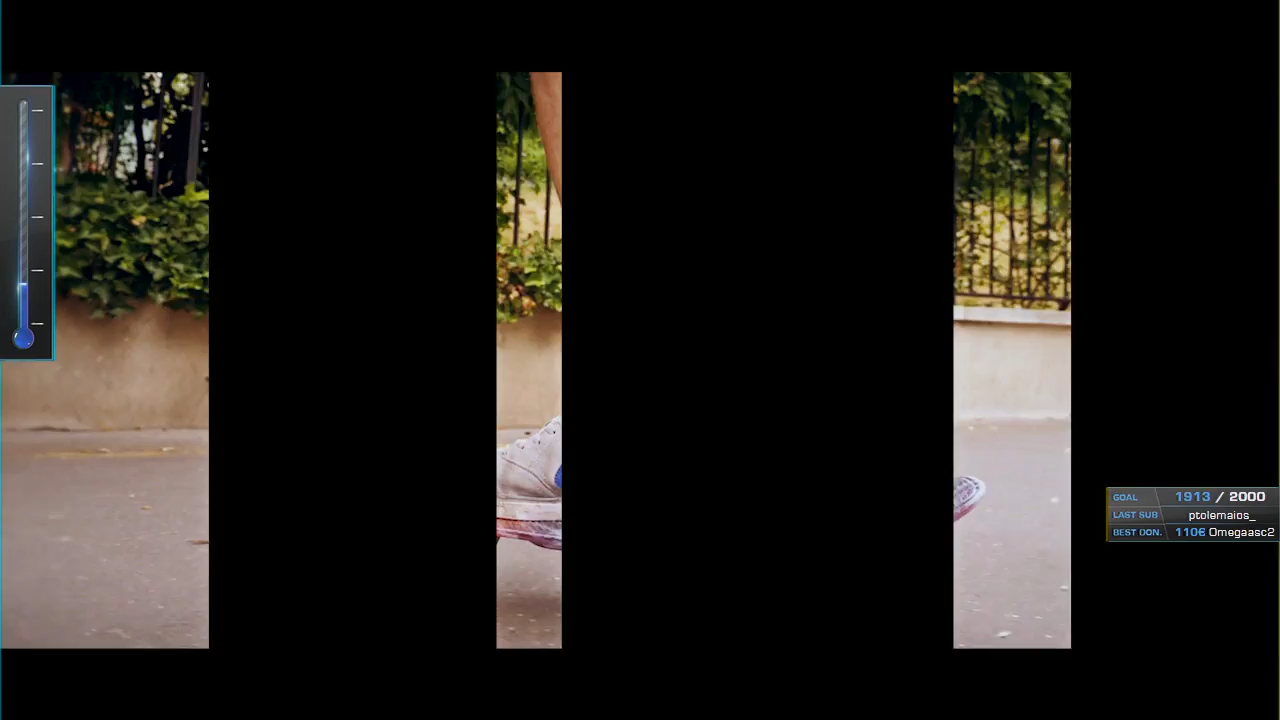 GOAL 1913 / 2000
LAST SUB ptolemaios_
BEST DON. 110€ Omegaasc2